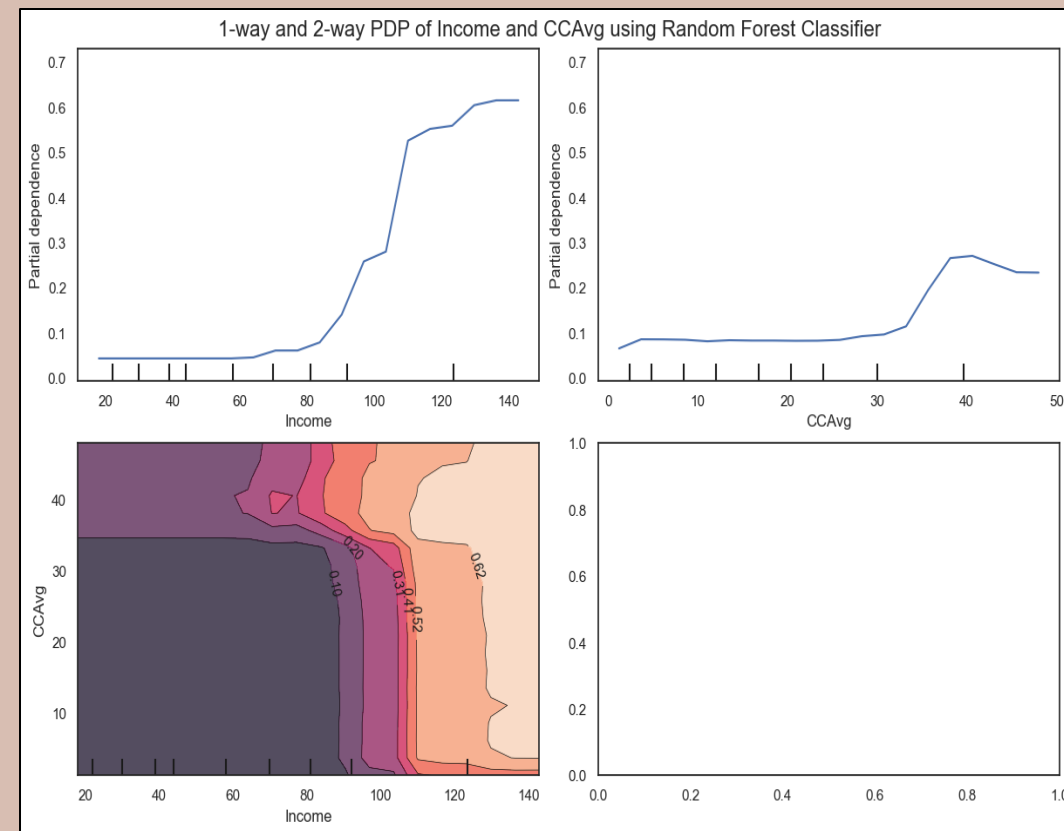 1-way and 2-way PDP of Income and CCAvg using Random Forest Classifier
0.7
0.6
0.5
0.4
0.3
0.2
0.1
0.0
Partial dependence
20 40 60 80 100 120 140
Income
0.7
0.6
0.5
0.4
0.3
0.2
0.1
0.0
Partial dependence
0 10 20 30 40 50
CCAvg
40
30
20
10
CCAvg
0.10
0.20
0.31
0.41
0.52
0.62
20 40 60 80 100 120 140
Income
1.0
0.8
0.6
0.4
0.2
0.0
0.0 0.2 0.4 0.6 0.8 1.0